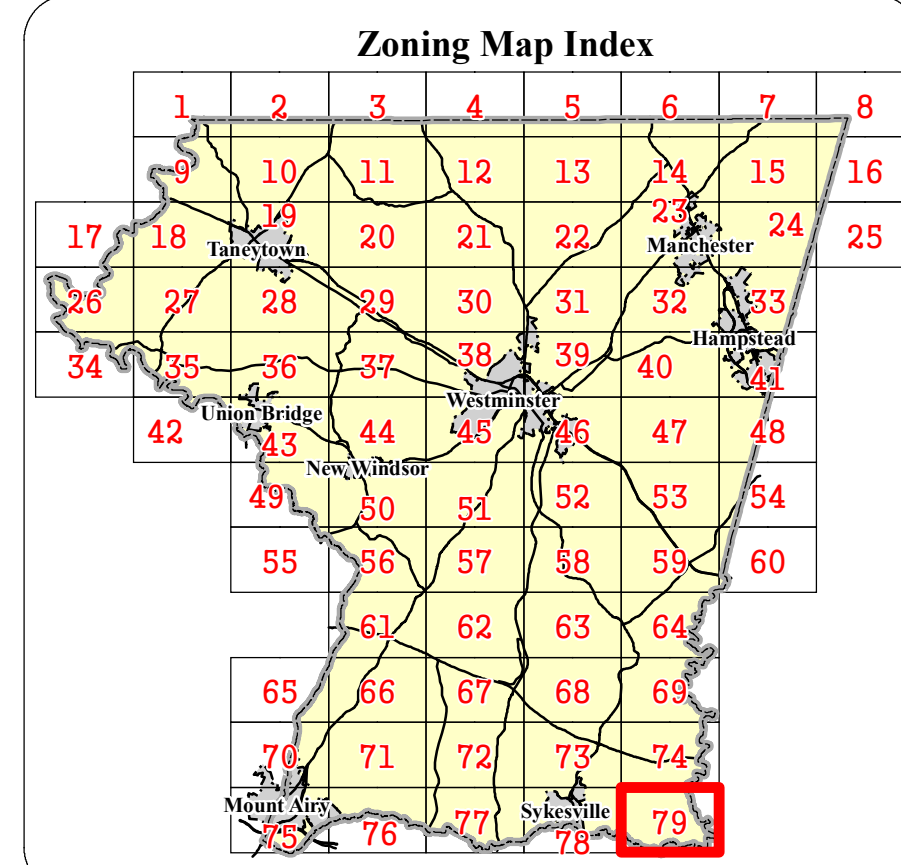 Zoning Map Index
1 2 3 4 5 6 7 8
9 10 11 12 13 14 15 16
17 18 19 20 21 22 23 24 25
Taneytown Manchester
26 27 28 29 30 31 32 33
Hampstead
34 35 36 37 38 39 40 41
Westminster
Union Bridge
42 43 44 45 46 47 48
New Windsor
49 50 51 52 53 54
55 56 57 58 59 60
61 62 63 64
65 66 67 68 69
70 71 72 73 74
Mount Airy Sykesville
75 76 77 78 79